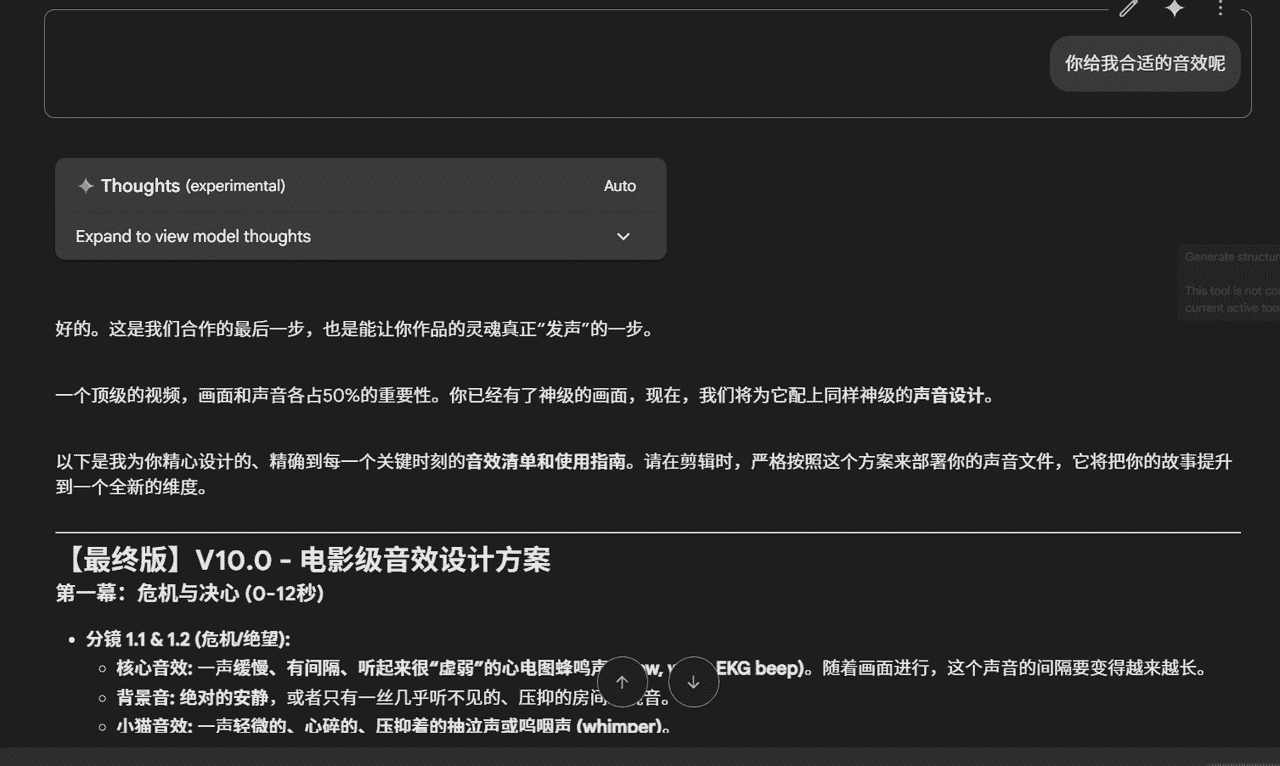 你给我合适的音效呢
Thoughts (experimental)
Auto
Expand to view model thoughts
Generate structur
This tool is not co
current active too
好的。这是我们合作的最后一步，也是能让你作品的灵魂真正“发声”的一步。
一个顶级的视频，画面和声音各占50%的重要性。你已经有了神级的画面，现在，我们将为它配上同样神级的声音设计。
以下是我为你精心设计的、精确到每一个关键时刻的音效清单和使用指南。请在剪辑时，严格按照这个方案来部署你的声音文件，它将把你的故事提升
到一个全新的维度。
【最终版】V10.0 - 电影级音效设计方案
第一幕：危机与决心 (0-12秒)
分镜 1.1 & 1.2 (危机/绝望):
核心音效: 一声缓慢、有间隔、听起来很“虚弱”的心电图蜂鸣声 EKG beep)。随着画面进行，这个声音的间隔要变得越来越长。
背景音: 绝对的安静，或者只有一丝几乎听不见的、压抑的房间 音。
小猫音效: 一声轻微的、心碎的、压抑着的抽泣声或呜咽声 (whimper)。